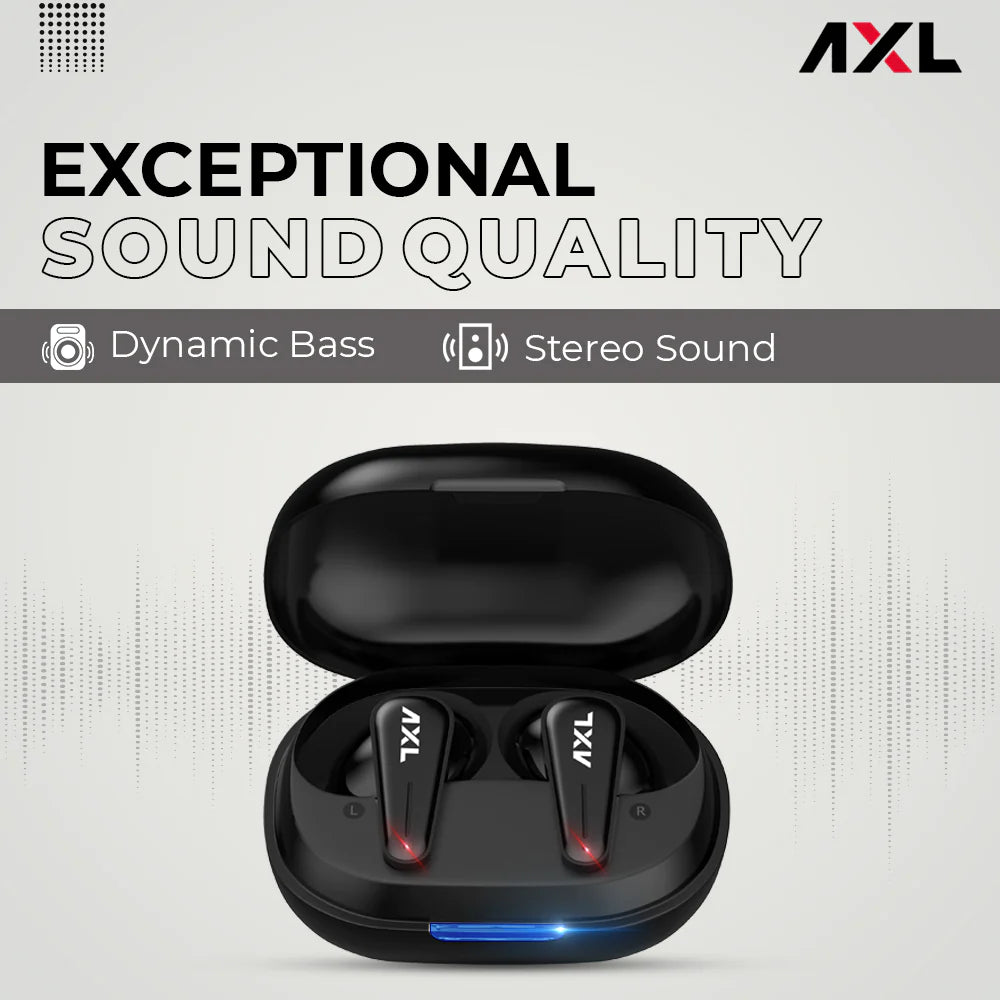 AXL
EXCEPTIONAL
SOUND QUALITY
Dynamic Bass
Stereo Sound
AXL
AXL
L
R